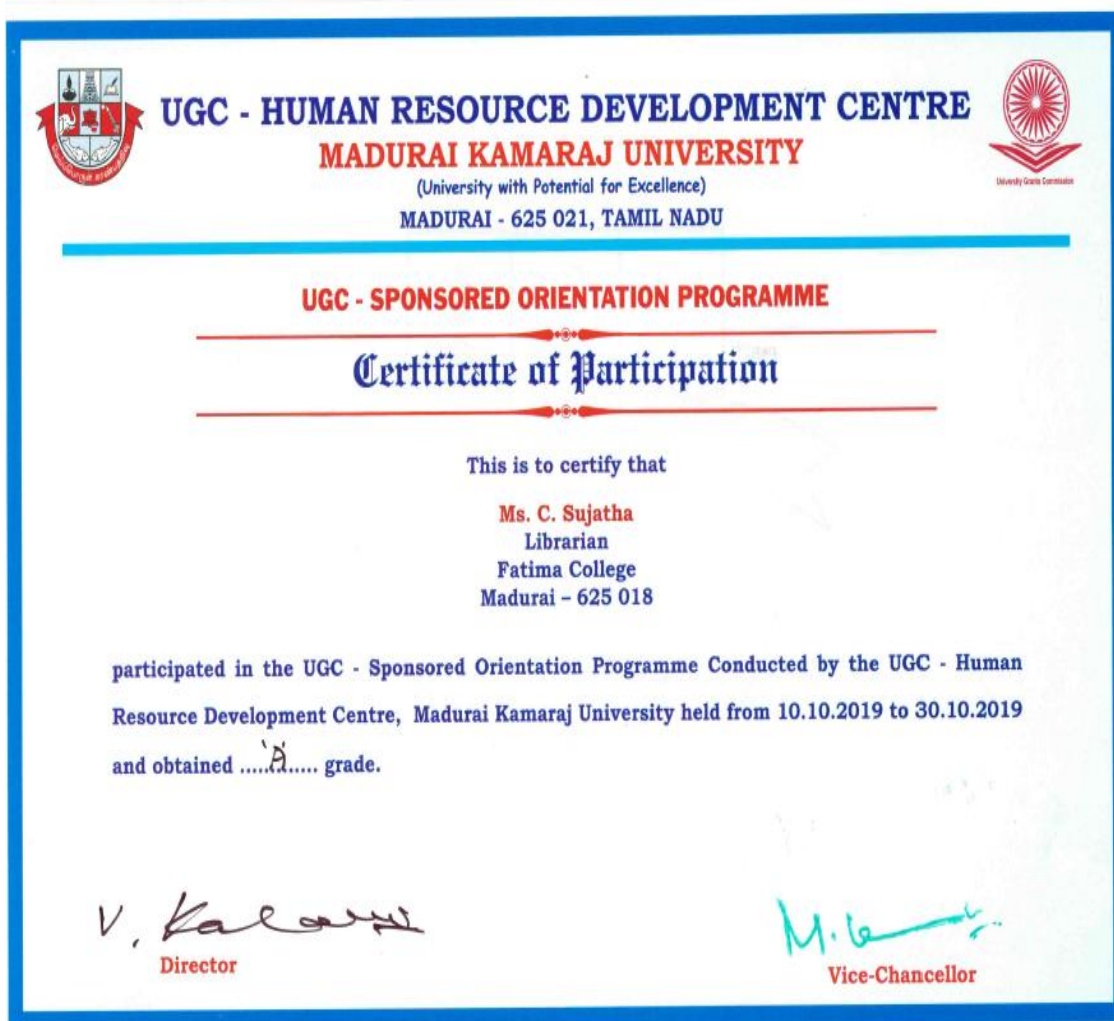 UGC - HUMAN RESOURCE DEVELOPMENT CENTRE
MADURAI KAMARAJ UNIVERSITY
(University with Potential for Excellence)
MADURAI - 625 021, TAMIL NADU
University Grants Commission
UGC - SPONSORED ORIENTATION PROGRAMME
Certificate of Participation
This is to certify that
Ms. C. Sujatha
Librarian
Fatima College
Madurai – 625 018
participated in the UGC - Sponsored Orientation Programme Conducted by the UGC - Human
Resource Development Centre, Madurai Kamaraj University held from 10.10.2019 to 30.10.2019
and obtained .....'A'..... grade.
V.
Director
M.
Vice-Chancellor